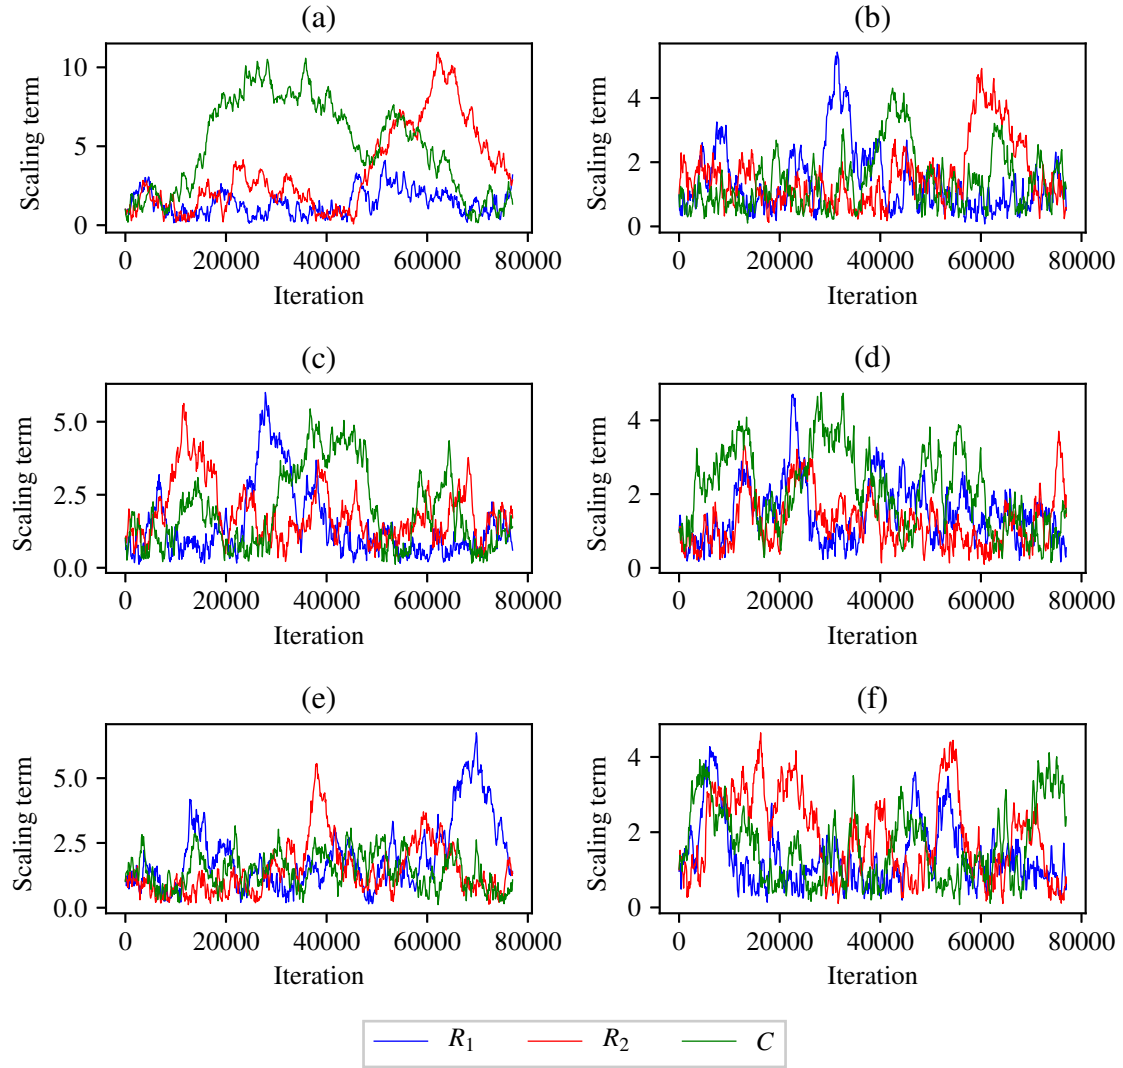 (a)
Scaling term
10
5
0
0 20000 40000 60000 80000
Iteration
(b)
Scaling term
4
2
0
0 20000 40000 60000 80000
Iteration
(c)
Scaling term
5.0
2.5
0.0
0 20000 40000 60000 80000
Iteration
(d)
Scaling term
4
2
0
0 20000 40000 60000 80000
Iteration
(e)
Scaling term
5.0
2.5
0.0
0 20000 40000 60000 80000
Iteration
(f)
Scaling term
4
2
0
0 20000 40000 60000 80000
Iteration
R₁ R₂ C